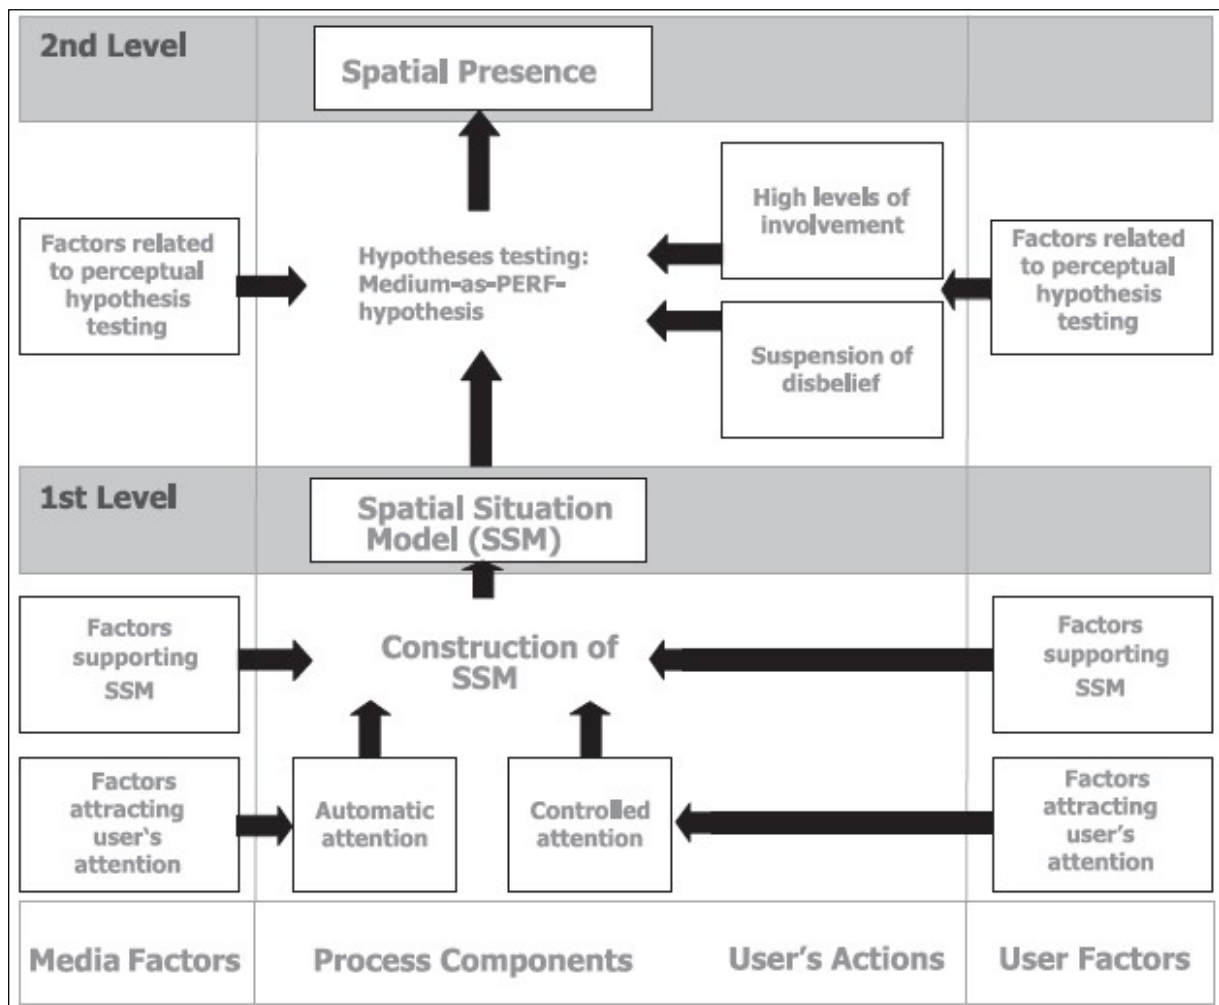 2nd Level
Spatial Presence
High levels of
involvement
Factors related
to perceptual
hypothesis
testing
Hypotheses testing:
Medium-as-PERF-
hypothesis
Factors related
to perceptual
hypothesis
testing
Suspension of
disbelief
1st Level
Spatial Situation
Model (SSM)
Factors
supporting
SSM
Construction of
SSM
Factors
supporting
SSM
Factors
attracting
user‘s
attention
Automatic
attention
Controlled
attention
Factors
attracting
user’s
attention
Media Factors
Process Components
User’s Actions
User Factors